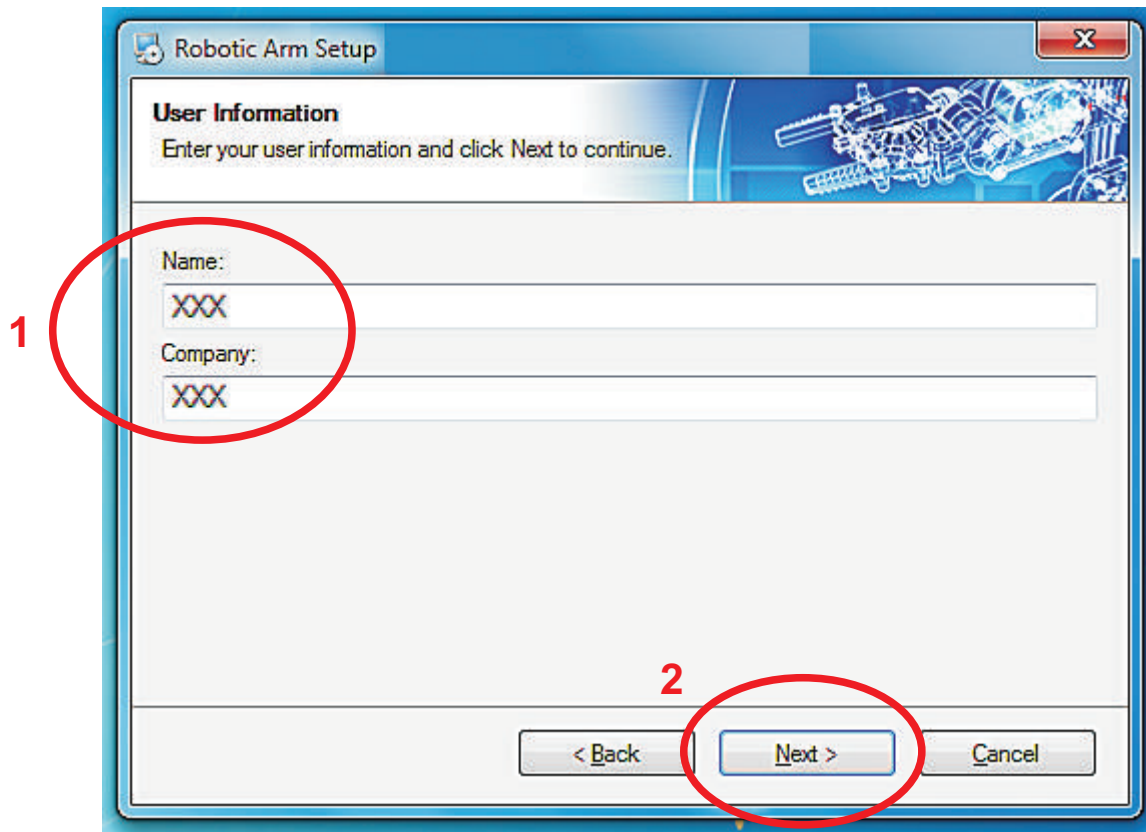 Robotic Arm Setup
x
User Information
Enter your user information and click Next to continue.
Name:
XXX
1
Company:
XXX
2
< Back
Next >
Cancel